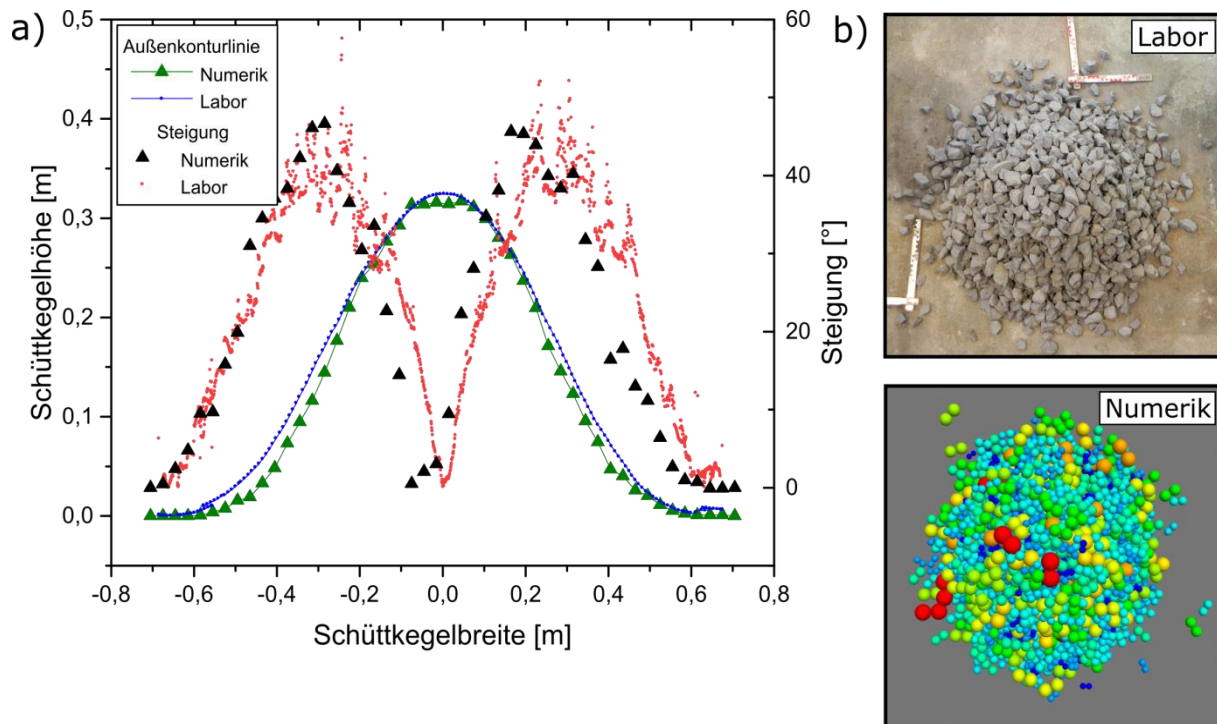 a)
Außenkonturlinie
Numerik
Labor
Steigung
Numerik
Labor
Schüttkegelhöhe [m]
0,5
0,4
0,3
0,2
0,1
0,0
-0,8
-0,6
-0,4
-0,2
0,0
0,2
0,4
0,6
0,8
Schüttkegelbreite [m]
60
40
20
0
Steigung [°]
b)
Labor
Numerik